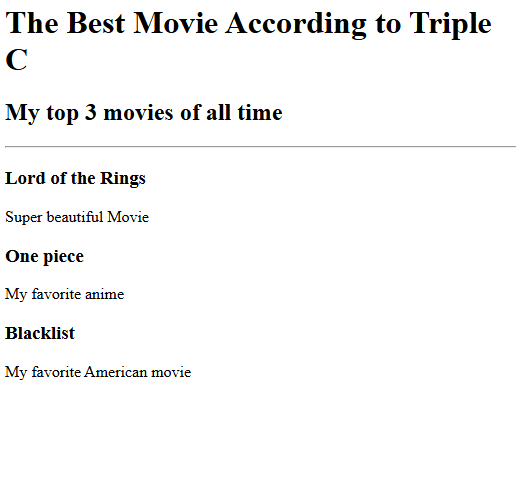 The Best Movie According to Triple
C
My top 3 movies of all time
Lord of the Rings
Super beautiful Movie
One piece
My favorite anime
Blacklist
My favorite American movie